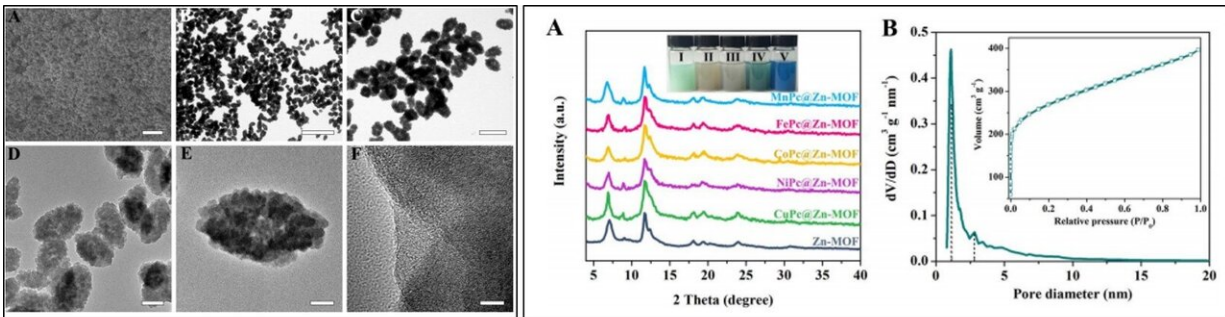 A
D
E
F
A
I II III IV V
MnPc@Zn-MOF
FePc@Zn-MOF
CoPc@Zn-MOF
NiPc@Zn-MOF
CuPc@Zn-MOF
Zn-MOF
Intensity (a.u.)
5 10 15 20 25 30 35 40
2 Theta (degree)
B
0.5
0.4
0.3
0.2
0.1
0.0
dV/dD (cm³ g⁻¹ nm⁻¹)
0 5 10 15 20
Pore diameter (nm)
400
300
200
100
Volume (cm³ g⁻¹)
0.0 0.2 0.4 0.6 0.8 1.0
Relative pressure (P/P₀)